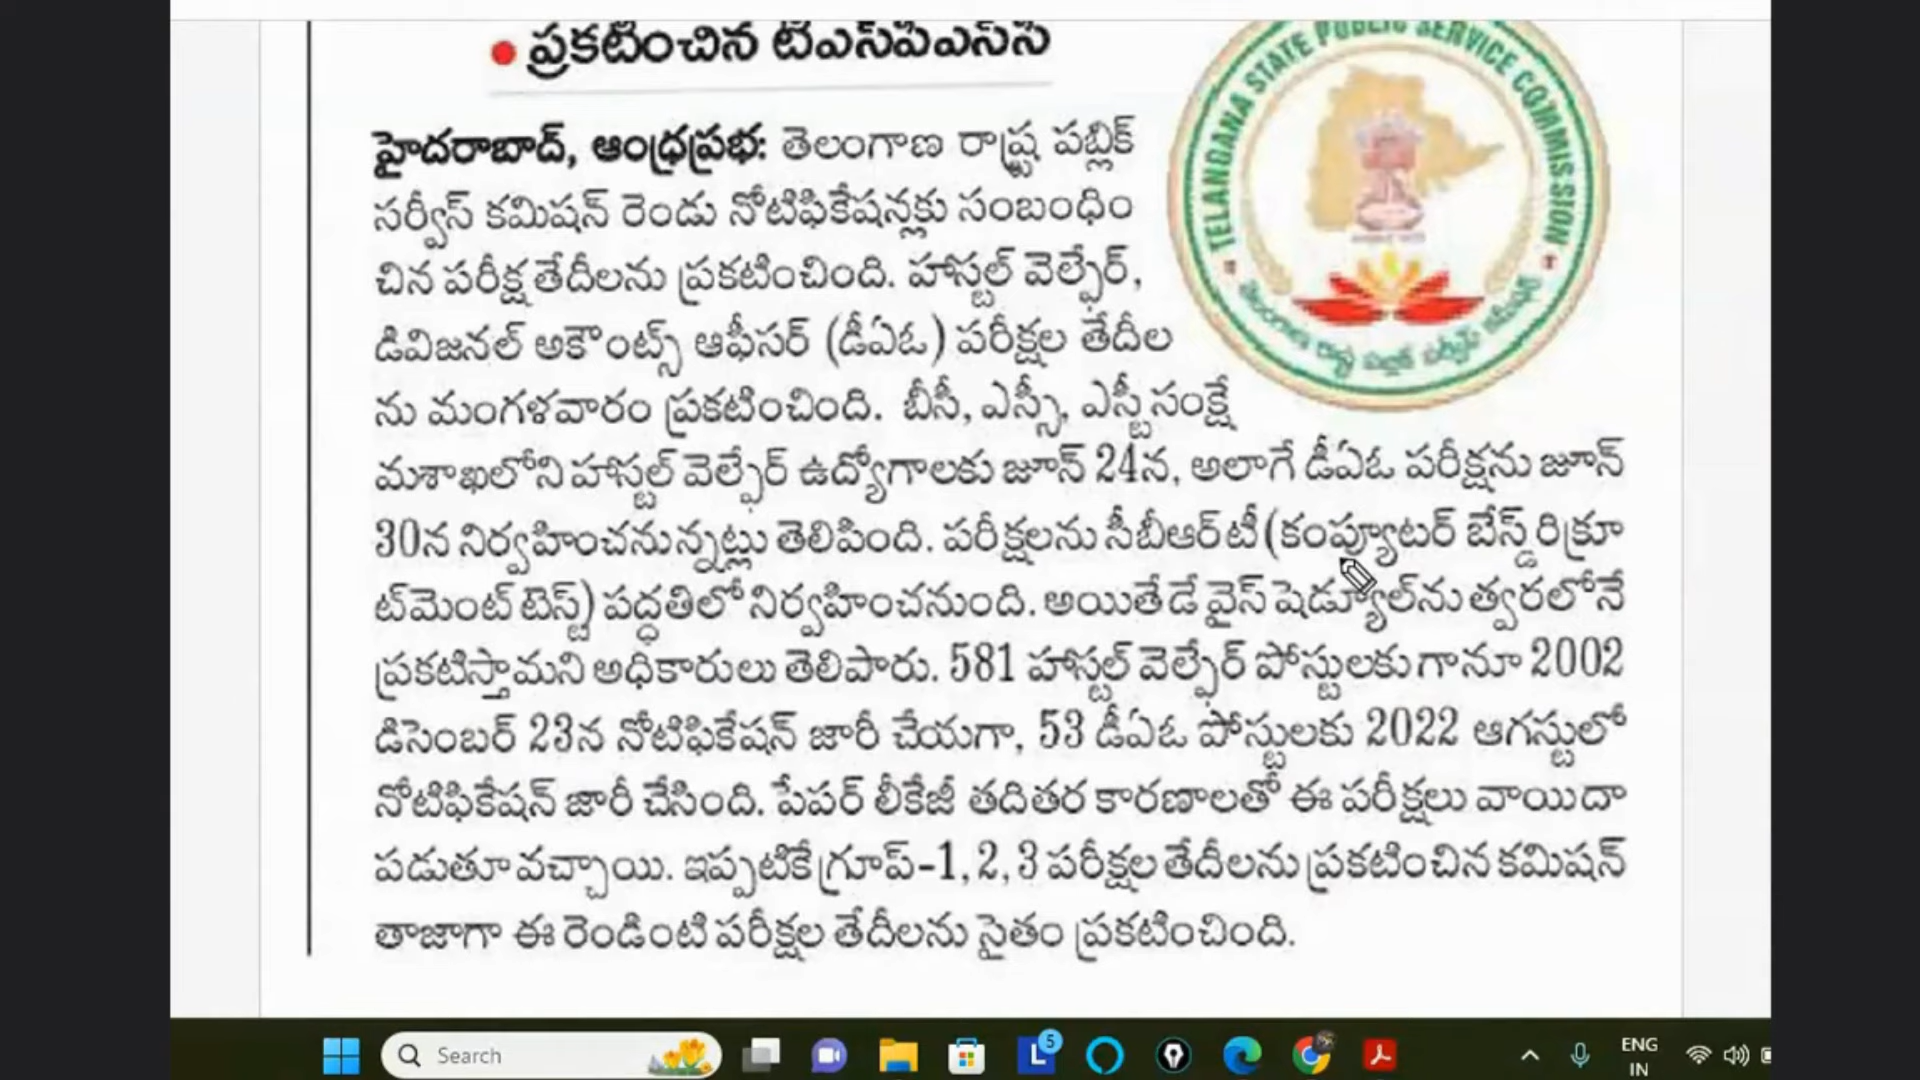 ప్రకటించిన టీఎస్‌పీఎస్‌సీ
TELANGANA STATE PUBLIC SERVICE COMMISSION
తెలంగాణ రాష్ట్ర పబ్లిక్ సర్వీస్ కమిషన్
హైదరాబాద్, ఆంధ్రప్రభ: తెలంగాణ రాష్ట్ర పబ్లిక్
సర్వీస్ కమిషన్ రెండు నోటిఫికేషన్లకు సంబంధిం
చిన పరీక్ష తేదీలను ప్రకటించింది. హాస్టల్ వెల్ఫేర్,
డివిజనల్ అకౌంట్స్ ఆఫీసర్ (డీఏఓ) పరీక్షల తేదీల
ను మంగళవారం ప్రకటించింది. బీసీ, ఎస్సీ, ఎస్టీ సంక్షే
మశాఖలోని హాస్టల్ వెల్ఫేర్ ఉద్యోగాలకు జూన్ 24న, అలాగే డీఏఓ పరీక్షను జూన్
30న నిర్వహించనున్నట్లు తెలిపింది. పరీక్షలను సీబీఆర్‌టీ (కంప్యూటర్ బేస్డ్ రిక్రూ
ట్‌మెంట్ టెస్ట్) పద్ధతిలో నిర్వహించనుంది. అయితే డే వైస్ షెడ్యూల్‌ను త్వరలోనే
ప్రకటిస్తామని అధికారులు తెలిపారు. 581 హాస్టల్ వెల్ఫేర్ పోస్టులకు గానూ 2002
డిసెంబర్ 23న నోటిఫికేషన్ జారీ చేయగా, 53 డీఏఓ పోస్టులకు 2022 ఆగస్టులో
నోటిఫికేషన్ జారీ చేసింది. పేపర్ లీకేజీ తదితర కారణాలతో ఈ పరీక్షలు వాయిదా
పడుతూ వచ్చాయి. ఇప్పటికే గ్రూప్-1, 2, 3 పరీక్షల తేదీలను ప్రకటించిన కమిషన్
తాజాగా ఈ రెండింటి పరీక్షల తేదీలను సైతం ప్రకటించింది.
Search
5
ENG
IN